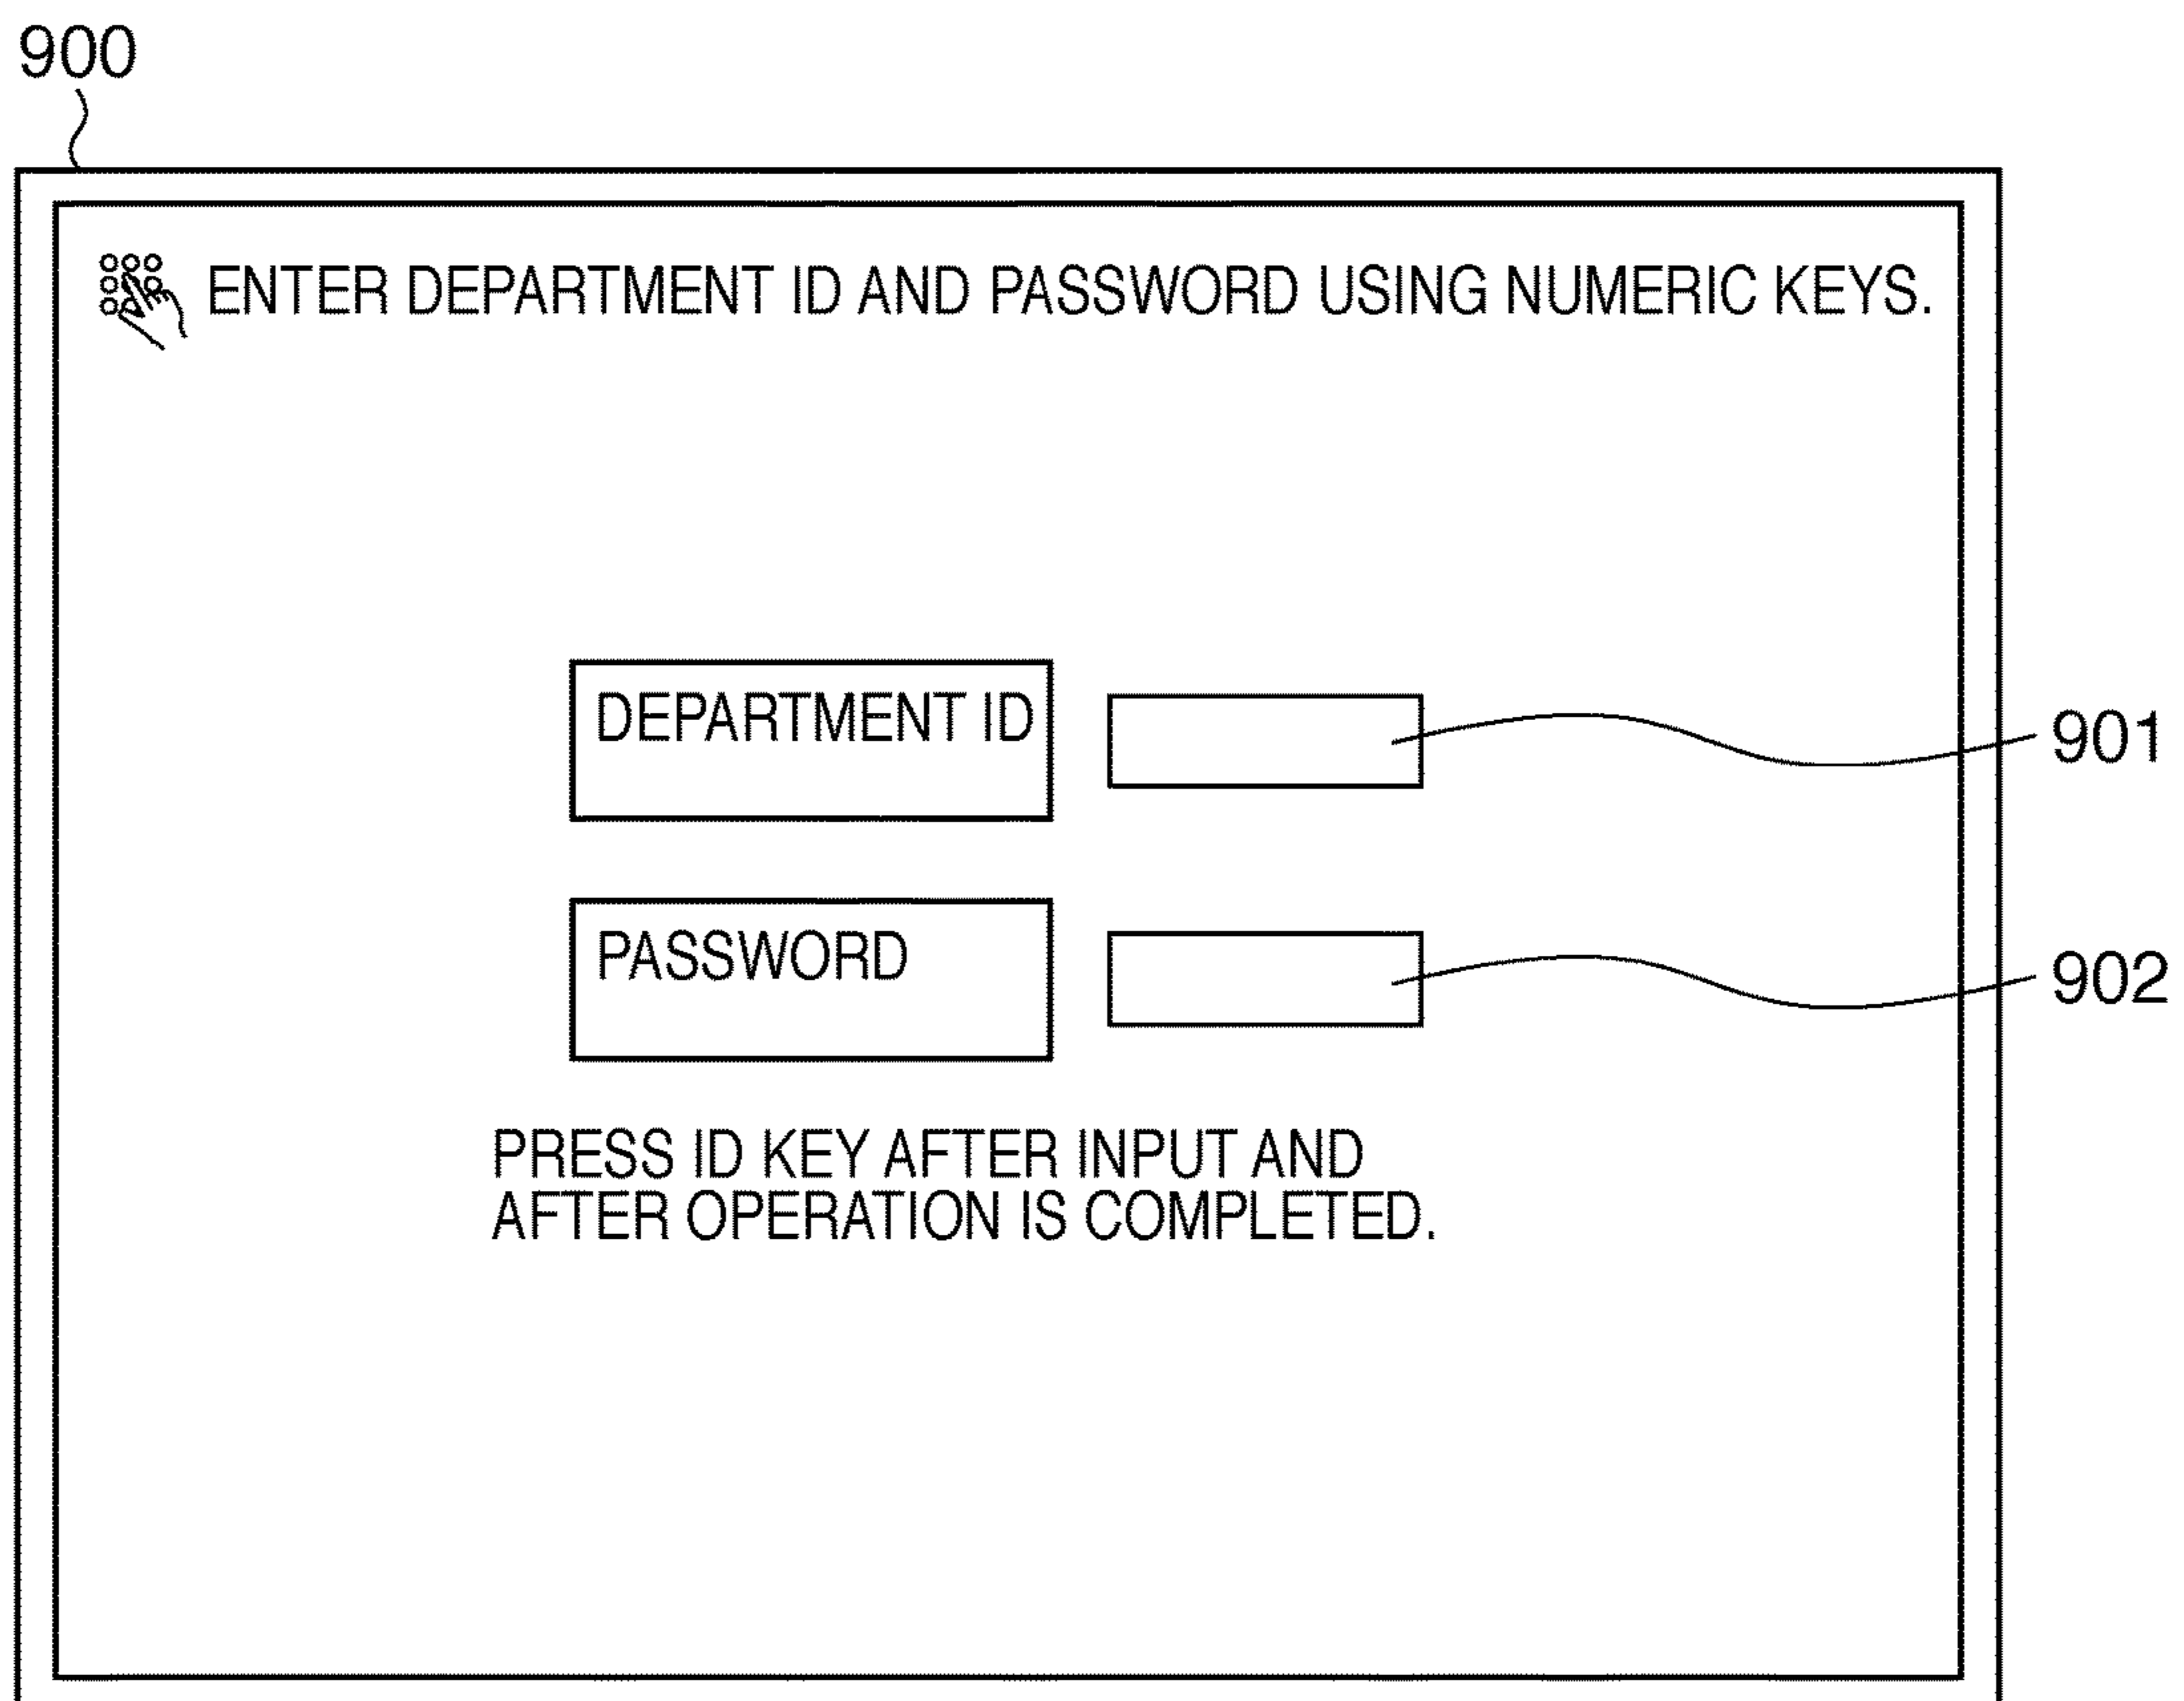 900
ENTER DEPARTMENT ID AND PASSWORD USING NUMERIC KEYS.
DEPARTMENT ID
901
PASSWORD
902
PRESS ID KEY AFTER INPUT AND
AFTER OPERATION IS COMPLETED.